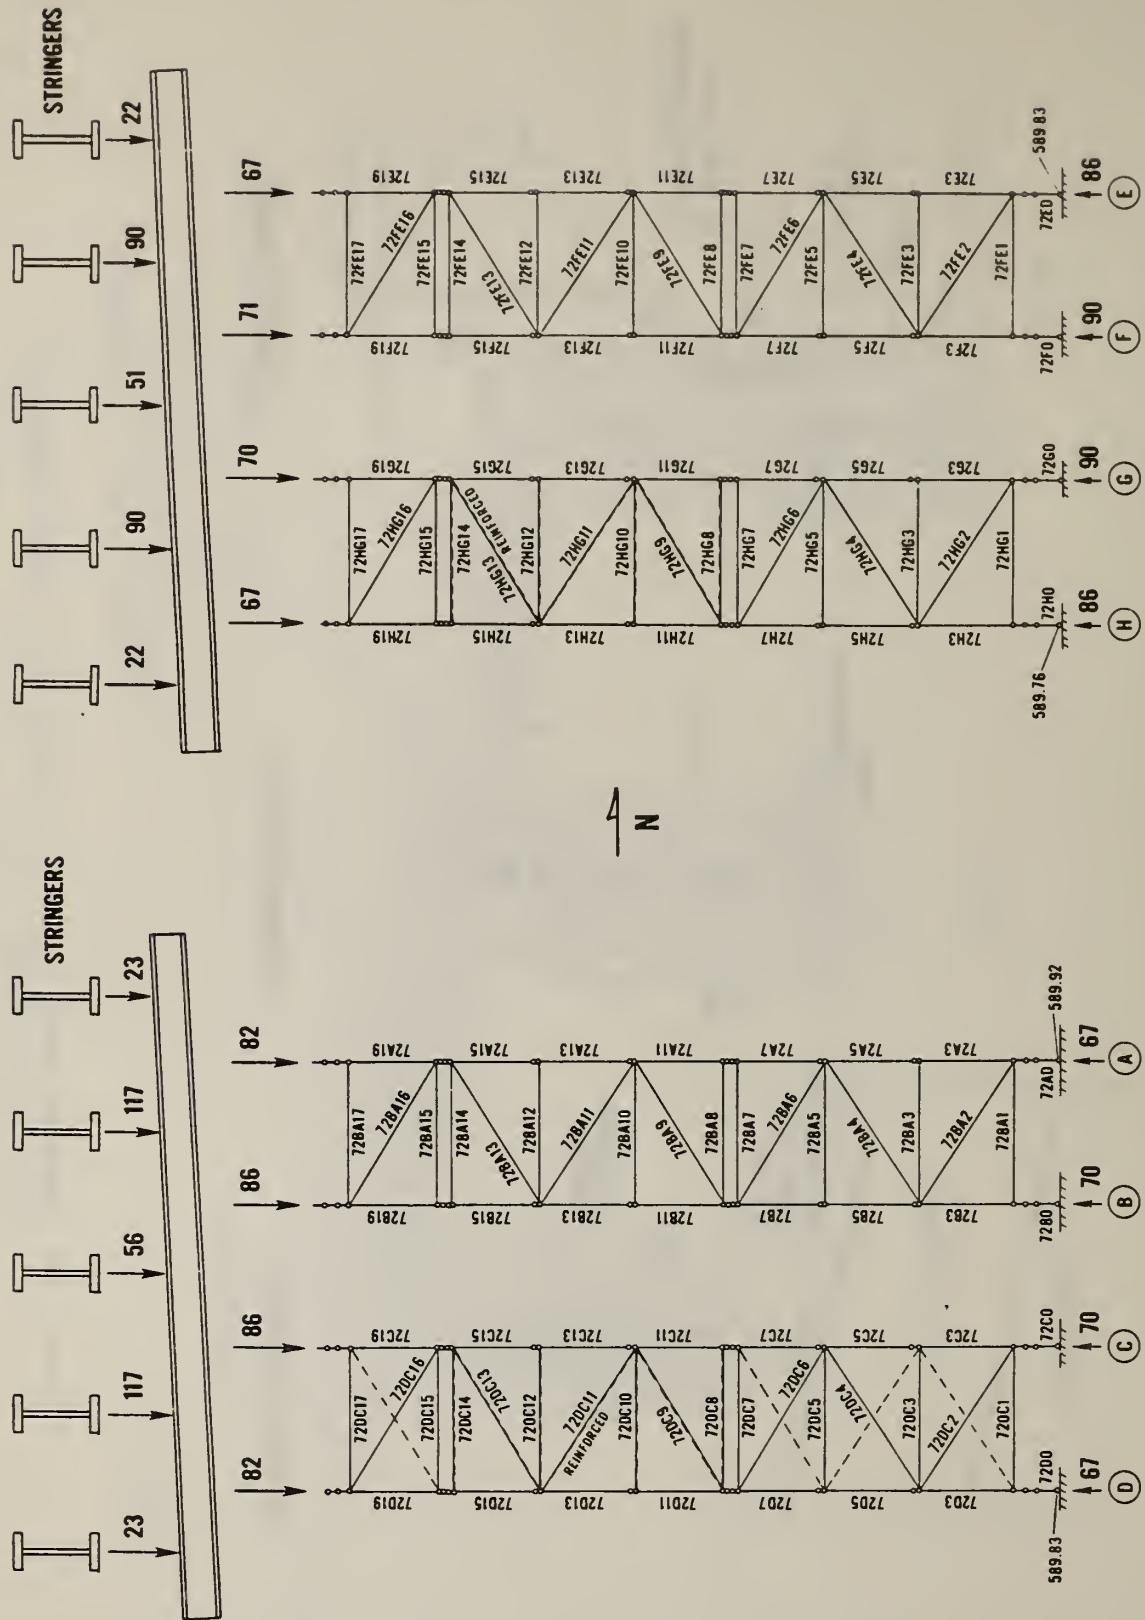 STRINGERS
22
90
51
90
22
67
71
70
67
72E19
72E15
72E13
72E11
72E7
72E5
72E3
72E0
72FE17
72FE16
72FE15
72FE14
72FE13
72FE12
72FE11
72FE10
72FE9
72FE8
72FE7
72FE6
72FE5
72FE4
72FE3
72FE2
72FE1
72F19
72F15
72F13
72F11
72F7
72F5
72F3
72F0
72G19
72G15
72G13
72G11
72G7
72G5
72G3
72G0
72HG17
72HG16
72HG15
72HG14
72HG13
REINFORCED
72HG12
72HG11
72HG10
72HG9
72HG8
72HG7
72HG6
72HG5
72HG4
72HG3
72HG2
72HG1
72H19
72H15
72H13
72H11
72H7
72H5
72H3
72H0
589.83
589.76
86
90
90
86
E
F
G
H
N
STRINGERS
23
117
56
117
23
82
86
86
82
72A19
72A15
72A13
72A11
72A7
72A5
72A3
72A0
72BA17
72BA16
72BA15
72BA14
72BA13
72BA12
72BA11
72BA10
72BA9
72BA8
72BA7
72BA6
72BA5
72BA4
72BA3
72BA2
72BA1
72B19
72B15
72B13
72B11
72B7
72B5
72B3
72B0
72C19
72C15
72C13
72C11
72C7
72C5
72C3
72C0
72DC17
72DC16
72DC15
72DC14
72DC13
72DC12
72DC11
REINFORCED
72DC10
72DC9
72DC8
72DC7
72DC6
72DC5
72DC4
72DC3
72DC2
72DC1
72D19
72D15
72D13
72D11
72D7
72D5
72D3
72D0
589.92
589.83
67
70
70
67
A
B
C
D